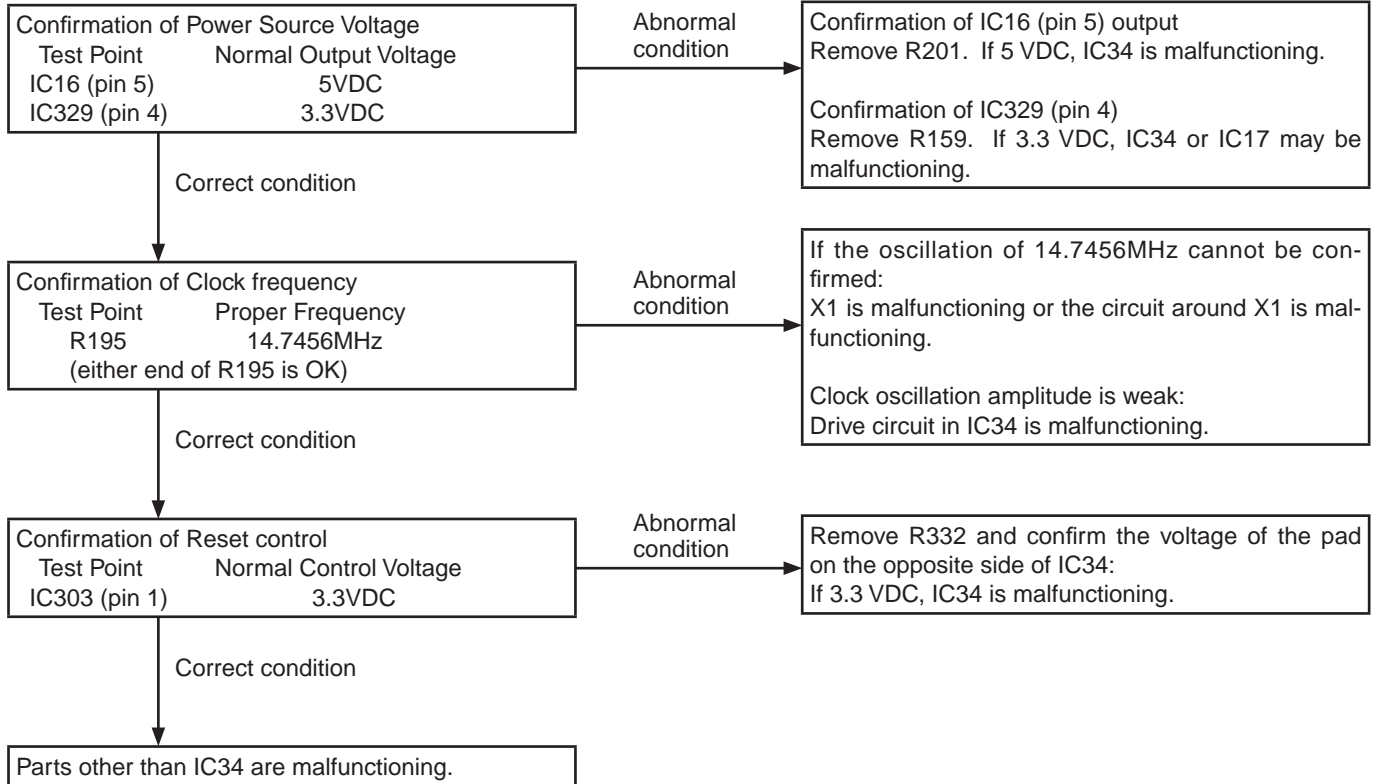 Confirmation of Power Source Voltage
Test Point Normal Output Voltage
IC16 (pin 5) 5VDC
IC329 (pin 4) 3.3VDC
Abnormal
condition
Confirmation of IC16 (pin 5) output
Remove R201. If 5 VDC, IC34 is malfunctioning.
Confirmation of IC329 (pin 4)
Remove R159. If 3.3 VDC, IC34 or IC17 may be
malfunctioning.
Correct condition
Confirmation of Clock frequency
Test Point Proper Frequency
R195 14.7456MHz
(either end of R195 is OK)
Abnormal
condition
If the oscillation of 14.7456MHz cannot be con-
firmed:
X1 is malfunctioning or the circuit around X1 is mal-
functioning.
Clock oscillation amplitude is weak:
Drive circuit in IC34 is malfunctioning.
Correct condition
Confirmation of Reset control
Test Point Normal Control Voltage
IC303 (pin 1) 3.3VDC
Abnormal
condition
Remove R332 and confirm the voltage of the pad
on the opposite side of IC34:
If 3.3 VDC, IC34 is malfunctioning.
Correct condition
Parts other than IC34 are malfunctioning.